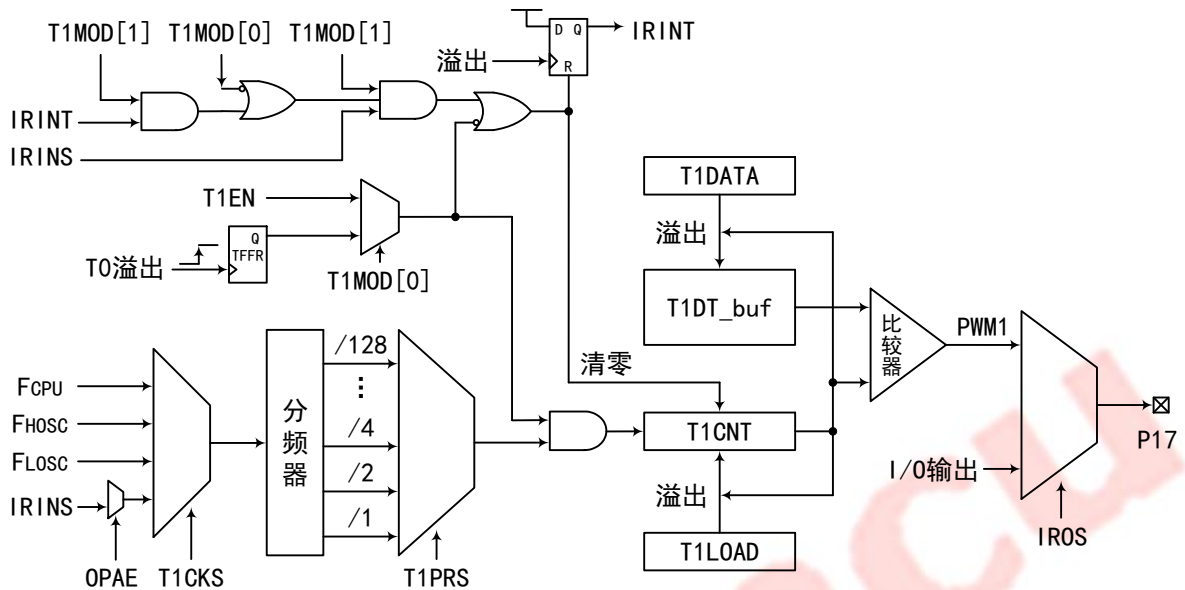 T1MOD[1]
T1MOD[0]
T1MOD[1]
D Q
R
IRINT
溢出
IRINT
IRINS
T1EN
Q
TFFR
T0溢出
T1MOD[0]
T1DATA
溢出
T1DT_buf
比较器
PWM1
清零
T1CNT
溢出
T1LOAD
I/O输出
P17
IROS
FCPU
FHOSC
FLOSC
IRINS
OPAE
T1CKS
分频器
/128
⋮
/4
/2
/1
T1PRS
cu